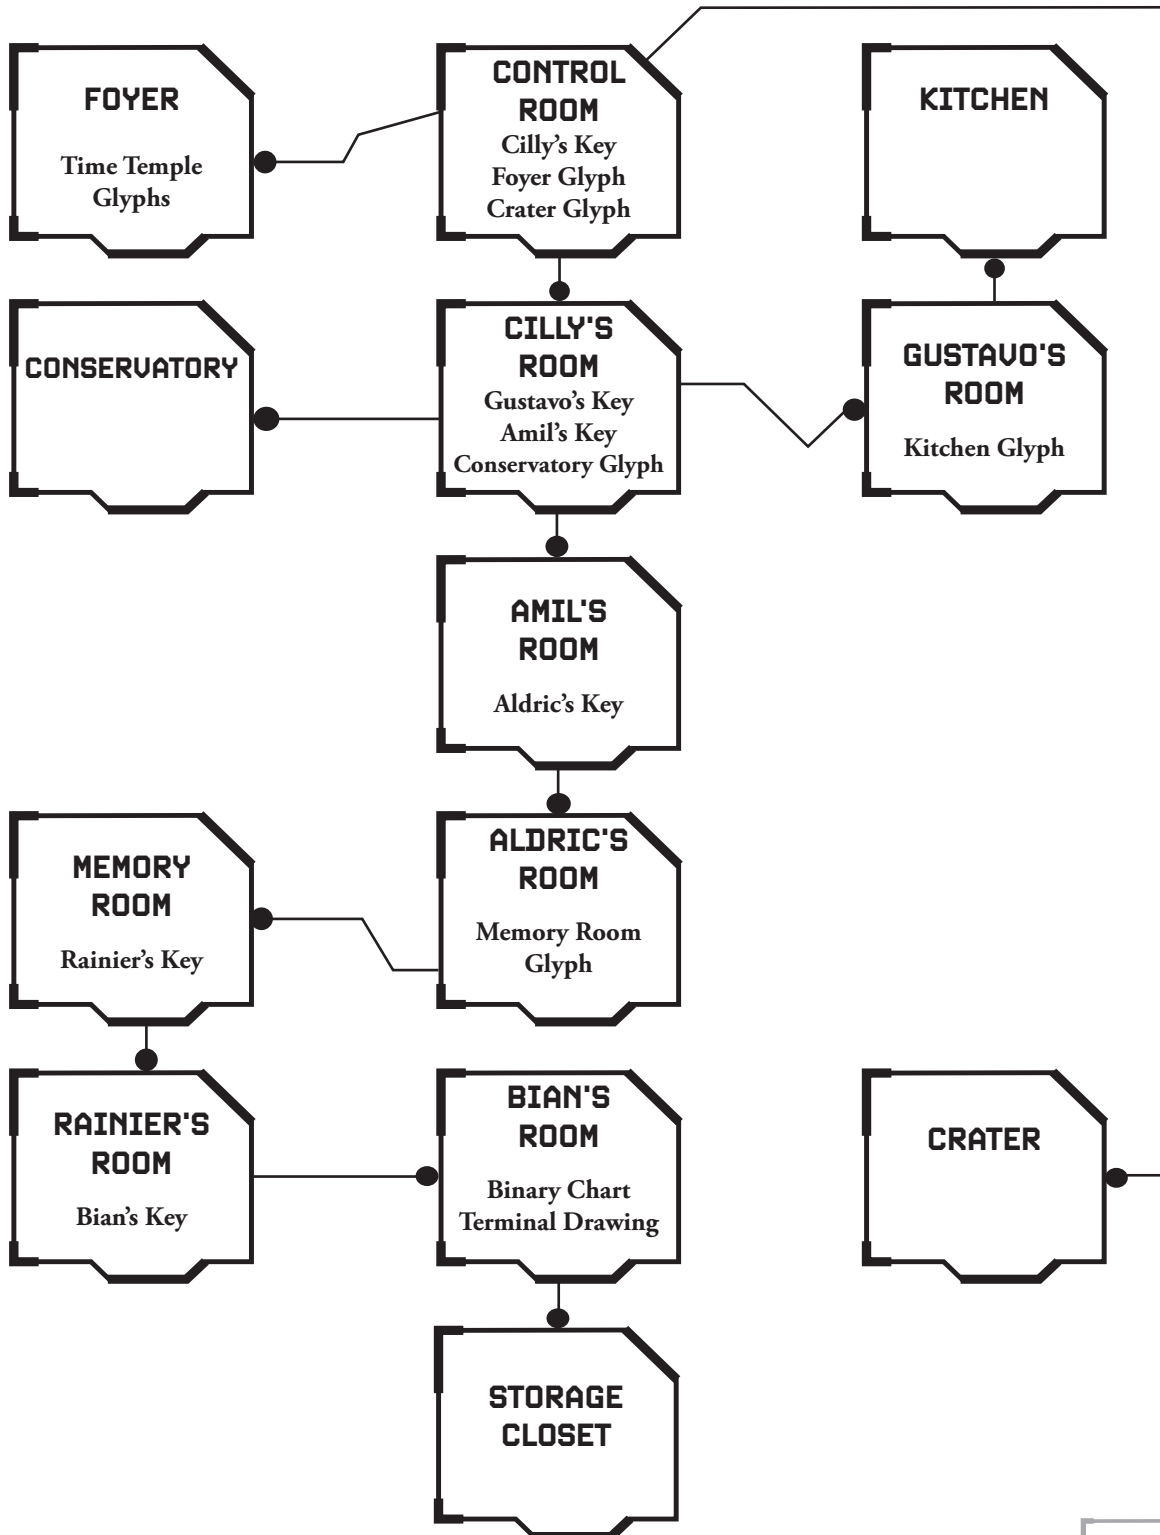 FOYER
Time Temple
Glyphs
CONTROL
ROOM
Cilly's Key
Foyer Glyph
Crater Glyph
KITCHEN
CONSERVATORY
CILLY'S
ROOM
Gustavo's Key
Amil's Key
Conservatory Glyph
GUSTAVO'S
ROOM
Kitchen Glyph
AMIL'S
ROOM
Aldric's Key
MEMORY
ROOM
Rainier's Key
ALDRIC'S
ROOM
Memory Room
Glyph
RAINIER'S
ROOM
Bian's Key
BIAN'S
ROOM
Binary Chart
Terminal Drawing
CRATER
STORAGE
CLOSET